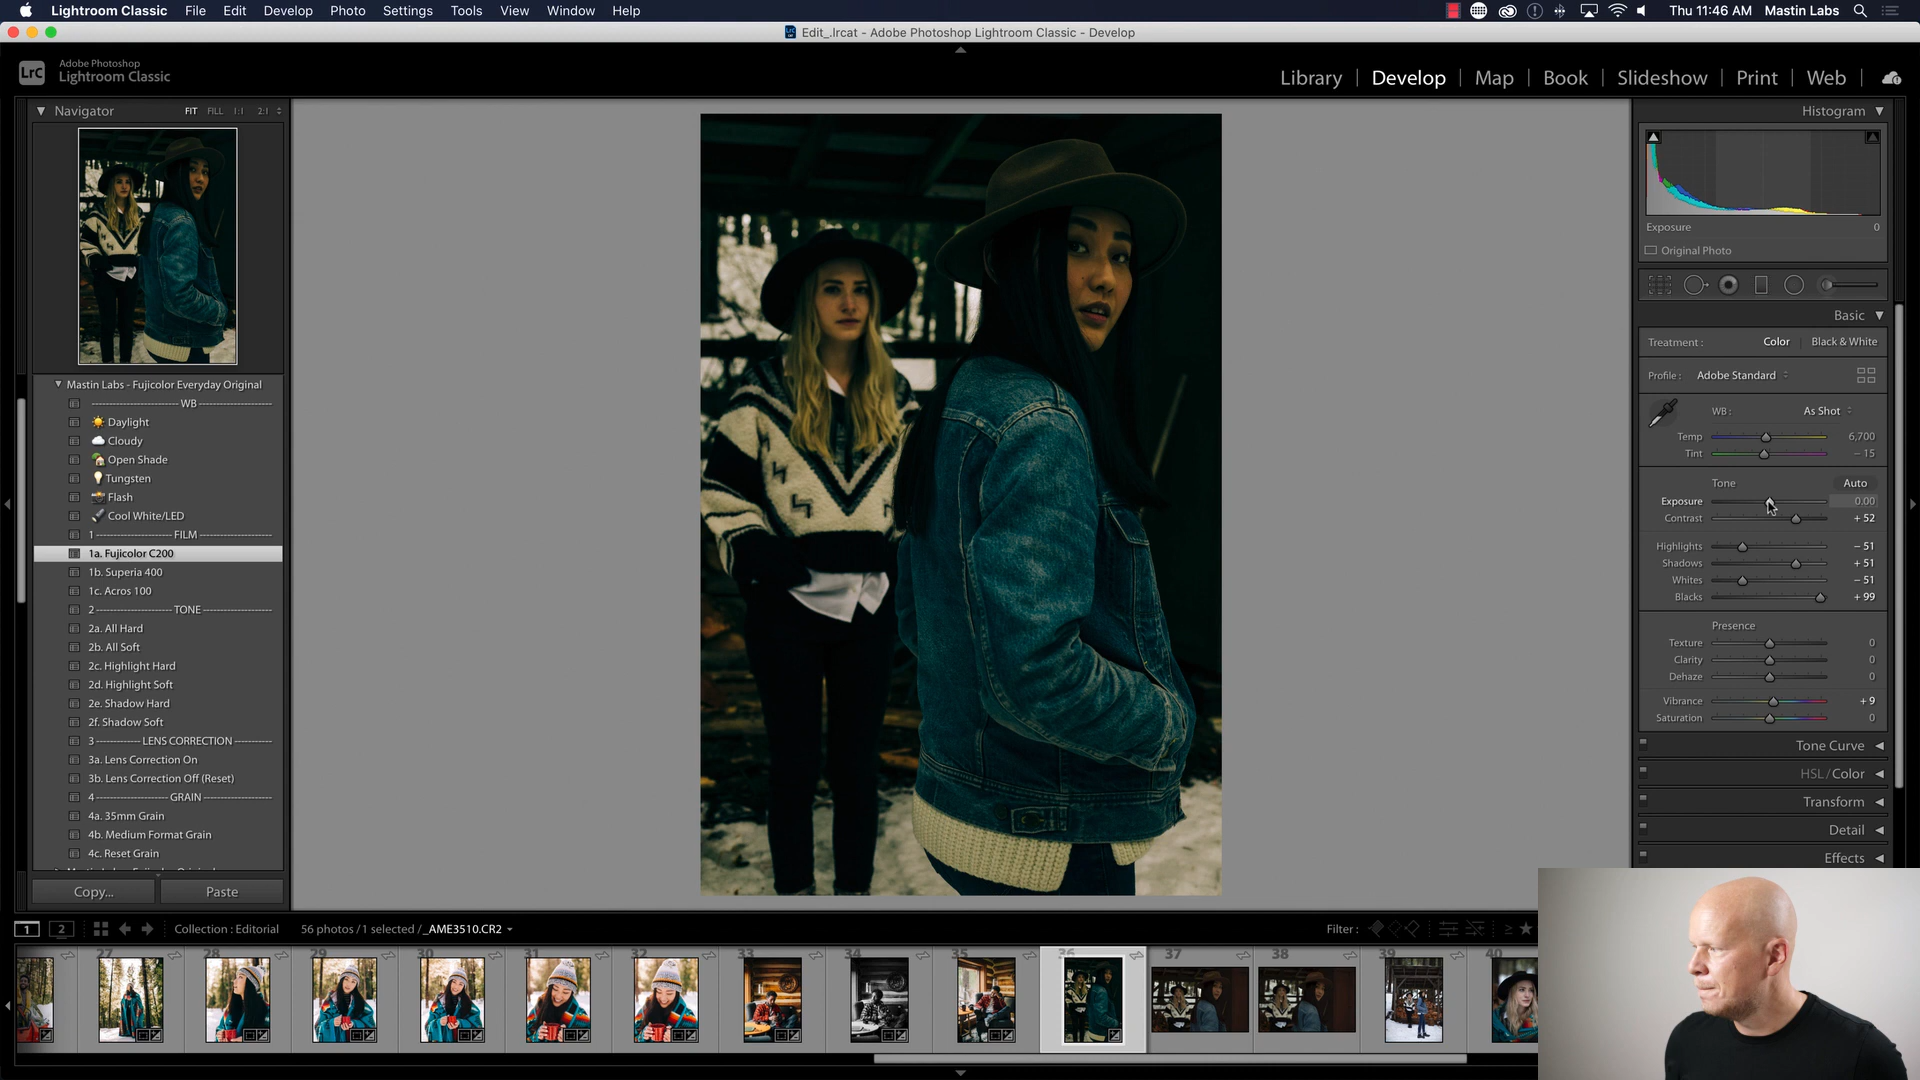 Lightroom Classic File Edit Develop Photo Settings Tools View Window Help Thu 11:46 AM Mastin Labs
Edit_.lrcat - Adobe Photoshop Lightroom Classic - Develop
LrC Adobe Photoshop
Lightroom Classic
Library | Develop | Map | Book | Slideshow | Print | Web
Navigator FIT FILL 1:1 2:1
Mastin Labs - Fujicolor Everyday Original
WB
Daylight
Cloudy
Open Shade
Tungsten
Flash
Cool White/LED
1 FILM
1a. Fujicolor C200
1b. Superia 400
1c. Acros 100
2 TONE
2a. All Hard
2b. All Soft
2c. Highlight Hard
2d. Highlight Soft
2e. Shadow Hard
2f. Shadow Soft
3 LENS CORRECTION
3a. Lens Correction On
3b. Lens Correction Off (Reset)
4 GRAIN
4a. 35mm Grain
4b. Medium Format Grain
4c. Reset Grain
Copy... Paste
Histogram
Exposure 0
Original Photo
Basic
Treatment : Color | Black & White
Profile : Adobe Standard
WB : As Shot
Temp 6,700
Tint - 15
Tone Auto
Exposure 0.00
Contrast + 52
Highlights - 51
Shadows + 51
Whites - 51
Blacks + 99
Presence
Texture 0
Clarity 0
Dehaze 0
Vibrance + 9
Saturation 0
Tone Curve
HSL / Color
Transform
Detail
Effects
1 2 Collection : Editorial 56 photos / 1 selected / _AME3510.CR2 Filter : ≥
27 28 29 30 31 32 33 34 35 36 37 38 39 40